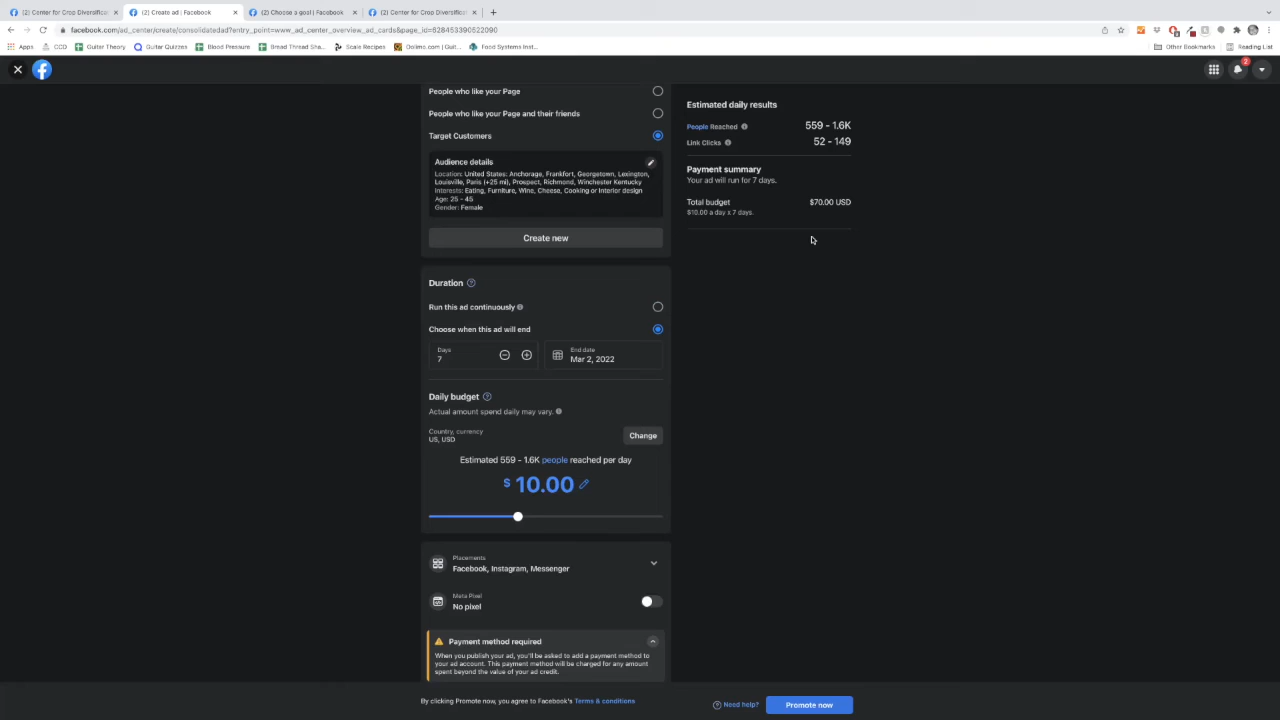 (2) Center for Crop Diversificat
(2) Create ad | Facebook
(2) Choose a goal | Facebook
(2) Center for Crop Diversificat
facebook.com/ad_center/create/consolidatedad?entry_point=www_ad_center_overview_ad_cards&page_id=628453390522090
Apps
CCD
Guitar Theory
Guitar Quizzes
Blood Pressure
Bread Thread Sha...
Scale Recipes
Oolimo.com | Guit...
Food Systems Inst...
Other Bookmarks
Reading List
2
People who like your Page
People who like your Page and their friends
Target Customers
Audience details
Location: United States: Anchorage, Frankfort, Georgetown, Lexington,
Louisville, Paris (+25 mi), Prospect, Richmond, Winchester Kentucky
Interests: Eating, Furniture, Wine, Cheese, Cooking or Interior design
Age: 25 - 45
Gender: Female
Create new
Estimated daily results
People Reached 559 - 1.6K
Link Clicks 52 - 149
Payment summary
Your ad will run for 7 days.
Total budget $70.00 USD
$10.00 a day x 7 days.
Duration
Run this ad continuously
Choose when this ad will end
Days
7
End date
Mar 2, 2022
Daily budget
Actual amount spend daily may vary.
Country, currency
US, USD
Change
Estimated 559 - 1.6K people reached per day
$ 10.00
Placements
Facebook, Instagram, Messenger
Meta Pixel
No pixel
Payment method required
When you publish your ad, you'll be asked to add a payment method to
your ad account. This payment method will be charged for any amount
spent beyond the value of your ad credit.
By clicking Promote now, you agree to Facebook's Terms & conditions
Need help?
Promote now